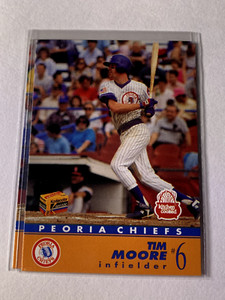 PEORIA CHIEFS
TIM
MOORE #6
infielder